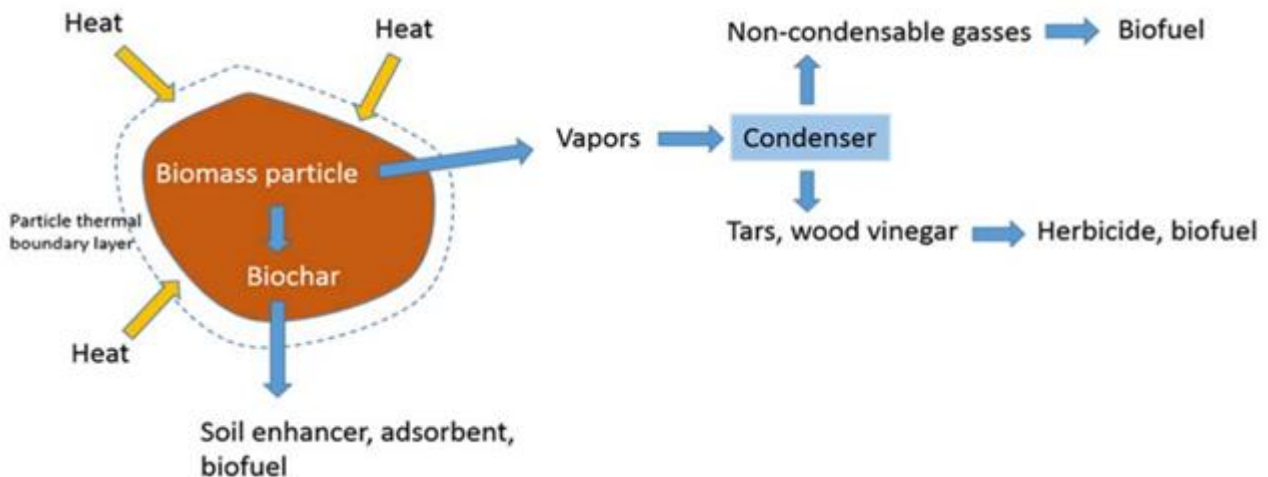 Heat
Heat
Non-condensable gasses
Biofuel
Vapors
Condenser
Biomass particle
Particle thermal
boundary layer
Tars, wood vinegar
Herbicide, biofuel
Biochar
Heat
Soil enhancer, adsorbent,
biofuel